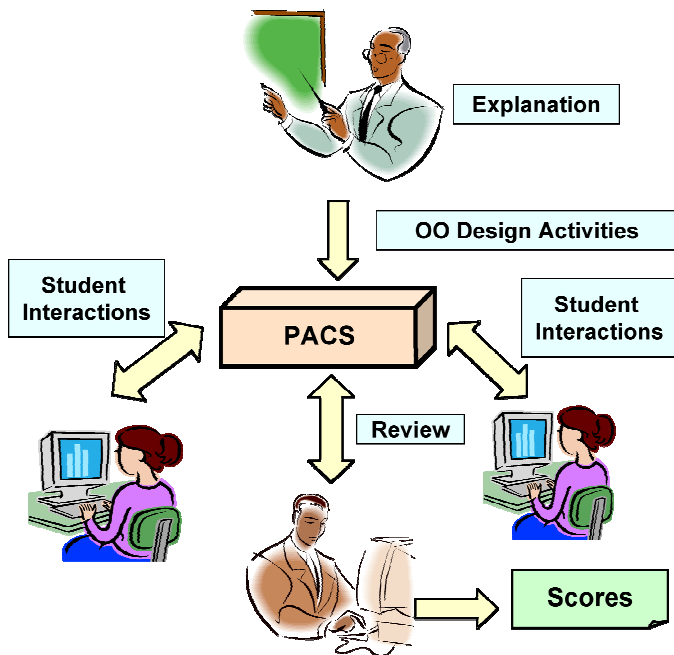 Explanation
OO Design Activities
Student
Interactions
Student
Interactions
PACS
Review
Scores